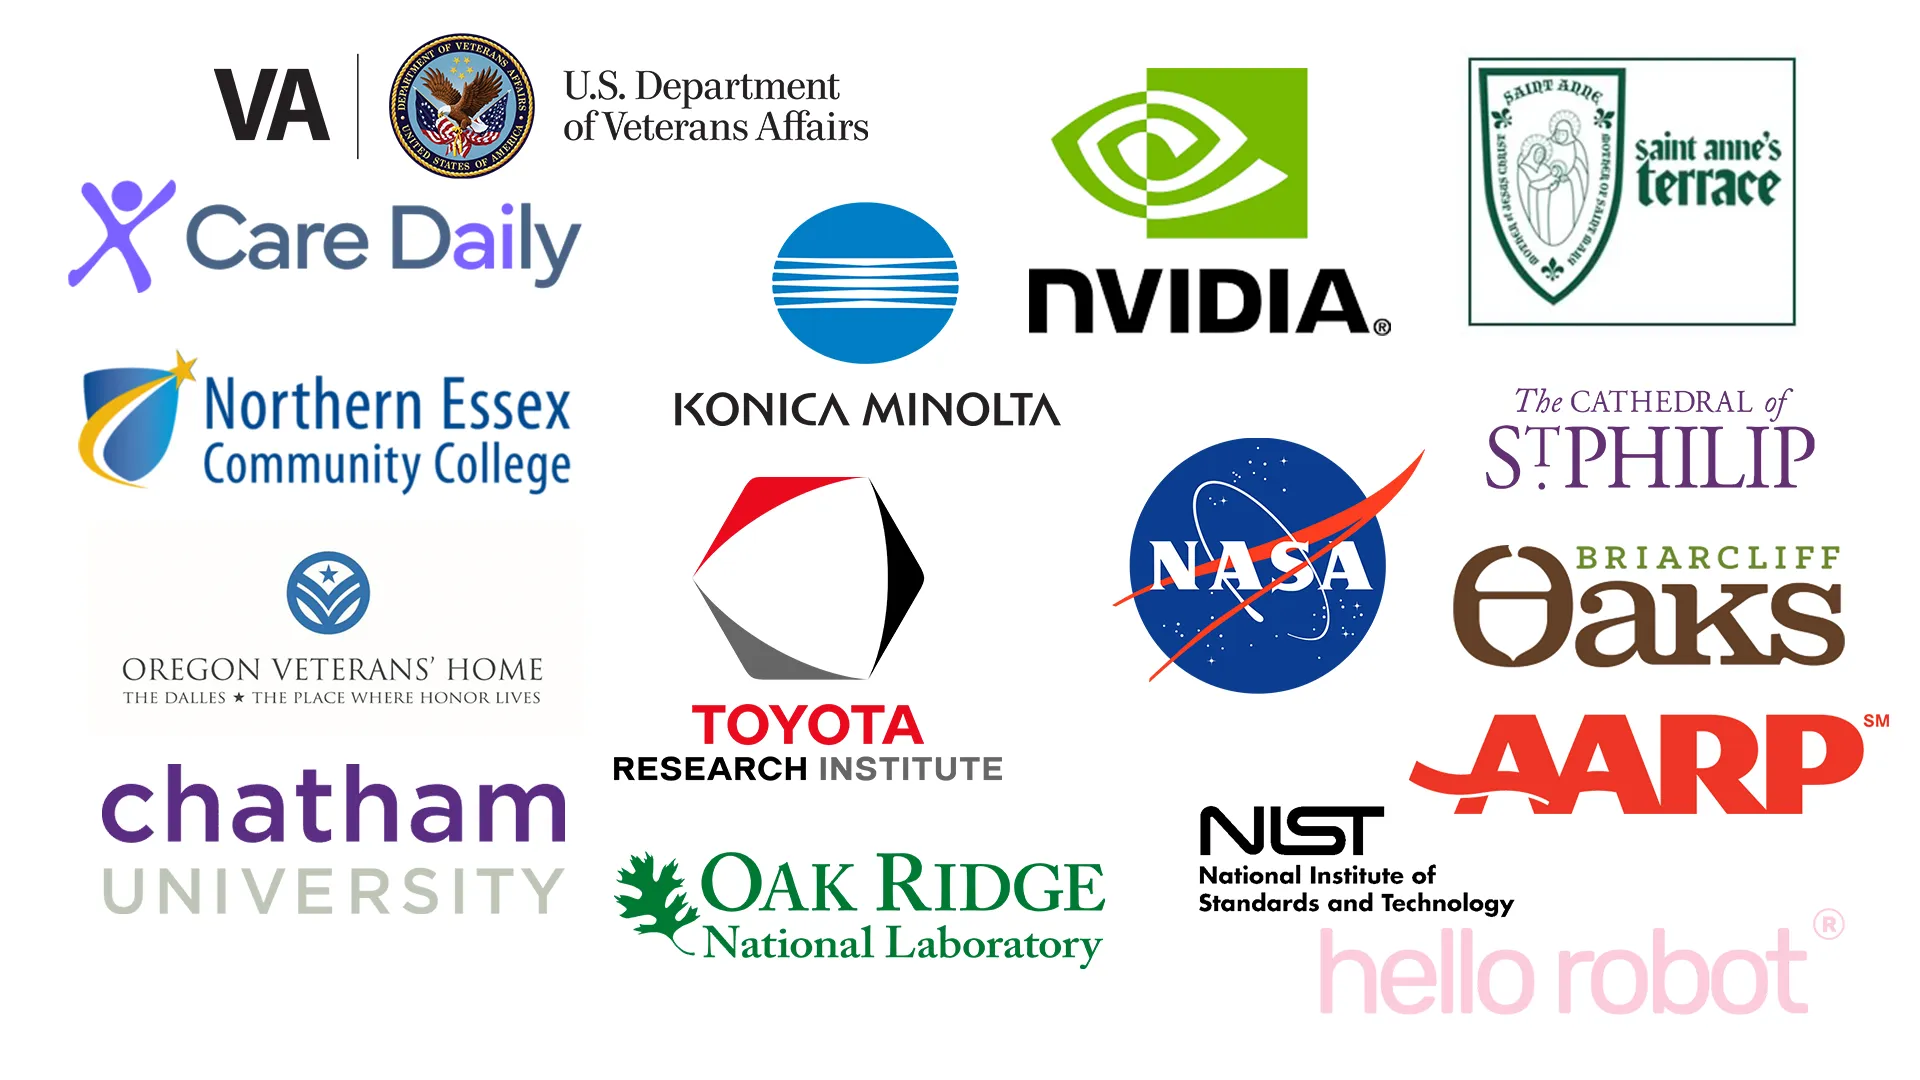 VA
DEPARTMENT OF VETERANS AFFAIRS
UNITED STATES OF AMERICA
U.S. Department
of Veterans Affairs
Care Daily
KONICA MINOLTA
NVIDIA®
SAINT ANNE
MOTHER OF JESUS CHRIST
MOTHER OF SAINT MARY
saint anne's
terrace
Northern Essex
Community College
The CATHEDRAL of
ST. PHILIP
OREGON VETERANS' HOME
THE DALLES ★ THE PLACE WHERE HONOR LIVES
TOYOTA
RESEARCH INSTITUTE
NASA
BRIARCLIFF
Oaks
AARP℠
chatham
UNIVERSITY
OAK RIDGE
National Laboratory
NIST
National Institute of
Standards and Technology
hello robot®